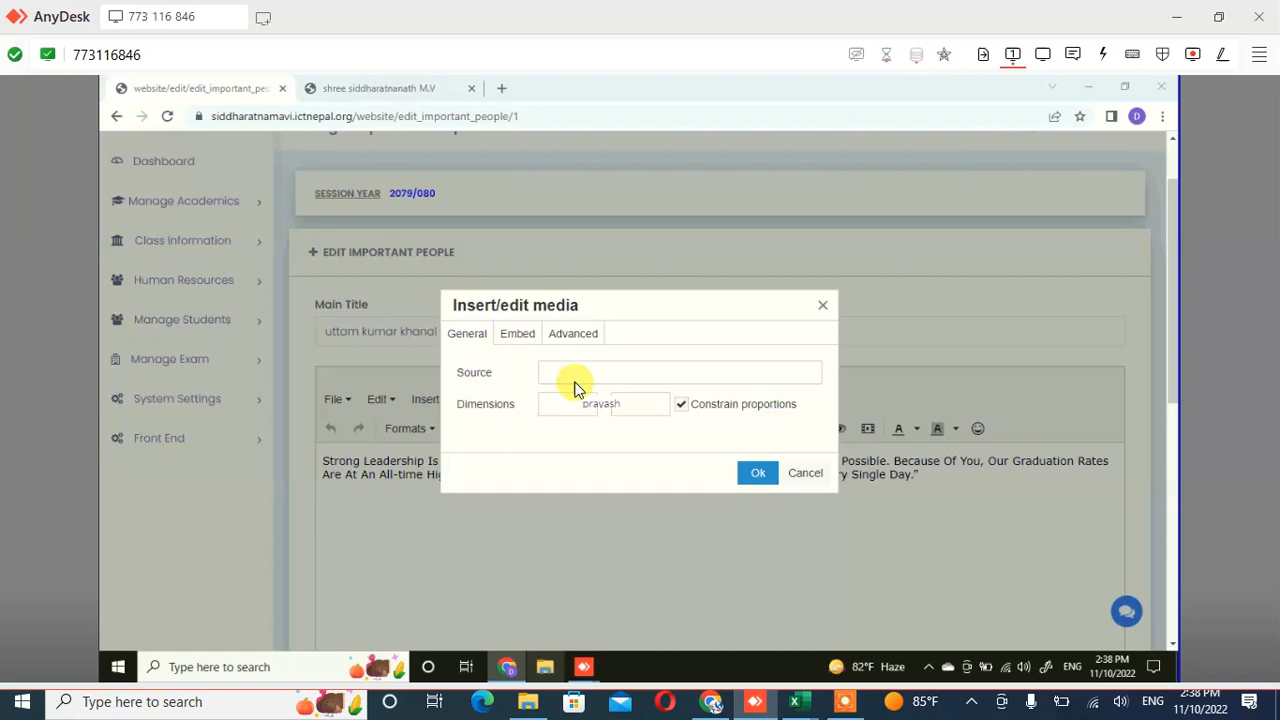 AnyDesk
773 116 846
773116846
website/edit/edit_important_peo
shree siddharatnanath M.V
siddharatnamavi.ictnepal.org/website/edit_important_people/1
D
Dashboard
Manage Academics
Class Information
Human Resources
Manage Students
Manage Exam
System Settings
Front End
SESSION YEAR 2079/080
EDIT IMPORTANT PEOPLE
Main Title
uttam kumar khanal
File Edit Insert
Formats
A A
Strong Leadership Is
Possible. Because Of You, Our Graduation Rates
Are At An All-time Hig
ry Single Day.”
Insert/edit media
General Embed Advanced
Source
Dimensions
pravash
Constrain proportions
Ok Cancel
Type here to search
82°F Haze
ENG
2:38 PM
11/10/2022
Type here to search
85°F
ENG
2:38 PM
11/10/2022